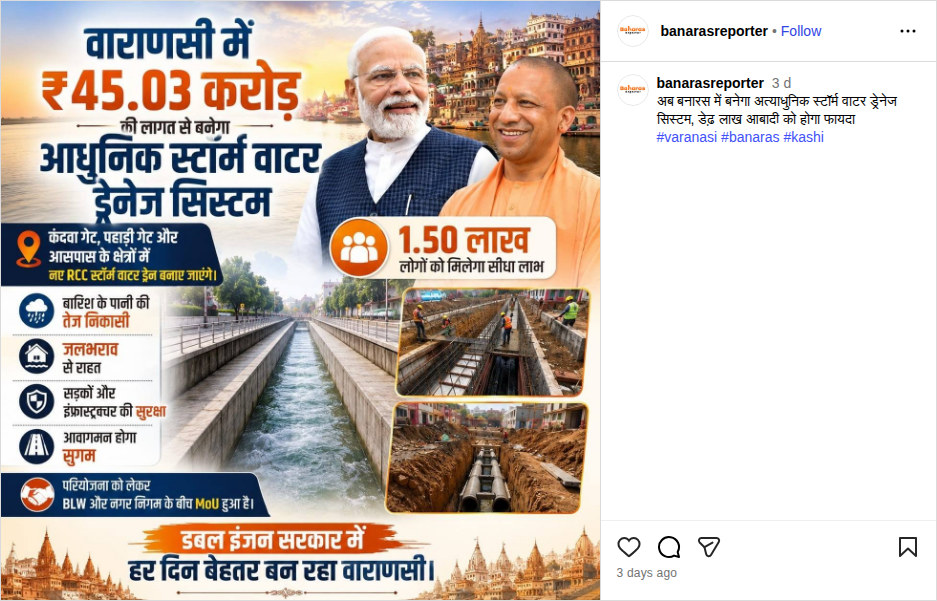 वाराणसी में
₹45.03 करोड़
की लागत से बनेगा
आधुनिक स्टॉर्म वाटर
ड्रेनेज सिस्टम
कंदवा गेट, पहाड़ी गेट और
आसपास के क्षेत्रों में
नए RCC स्टॉर्म वाटर ड्रेन बनाए जाएंगे।
1.50 लाख
लोगों को मिलेगा सीधा लाभ
बारिश के पानी की
तेज निकासी
जलभराव
से राहत
सड़कों और
इंफ्रास्ट्रक्चर की सुरक्षा
आवागमन होगा
सुगम
परियोजना को लेकर
BLW और नगर निगम के बीच MoU हुआ है।
डबल इंजन सरकार में
हर दिन बेहतर बन रहा वाराणसी।
banarasreporter • Follow
banarasreporter 3 d
अब बनारस में बनेगा अत्याधुनिक स्टॉर्म वाटर ड्रेनेज
सिस्टम, डेढ़ लाख आबादी को होगा फायदा
#varanasi #banaras #kashi
3 days ago